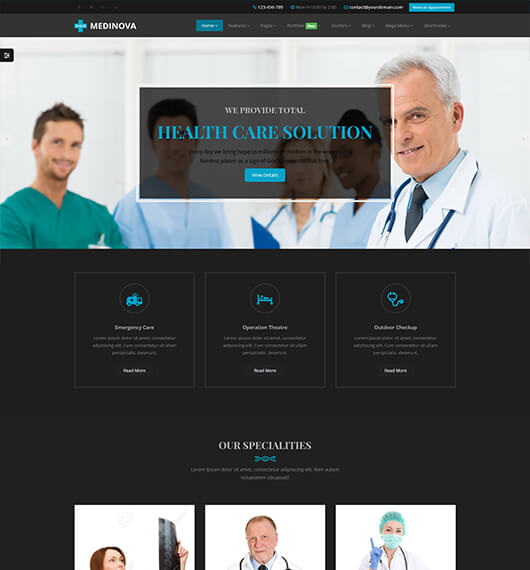 123-456-789 Mon-Fri 8:00 to 2:00 contact@yourdomain.com Make an Appointment
MEDINOVA
Home Features Pages Portfolio New Doctors Blog Mega Menu Shortcodes
WE PROVIDE TOTAL
HEALTH CARE SOLUTION
Every day we bring hope to millions of children in the world's
hardest places as a sign of God's unconditional love.
View Details
Emergency Care
Lorem ipsum dolor sit amet, consectetur
adipisicing elit. Cum consectetur sit ullam
perspiciatis, deserunt.
Read More
Operation Theatre
Lorem ipsum dolor sit amet, consectetur
adipisicing elit. Cum consectetur sit ullam
perspiciatis, deserunt.
Read More
Outdoor Checkup
Lorem ipsum dolor sit amet, consectetur
adipisicing elit. Cum consectetur sit ullam
perspiciatis, deserunt.
Read More
OUR SPECIALITIES
Lorem ipsum dolor sit amet, consectetur adipisicing elit. Rem autem
voluptatem obcaecati!